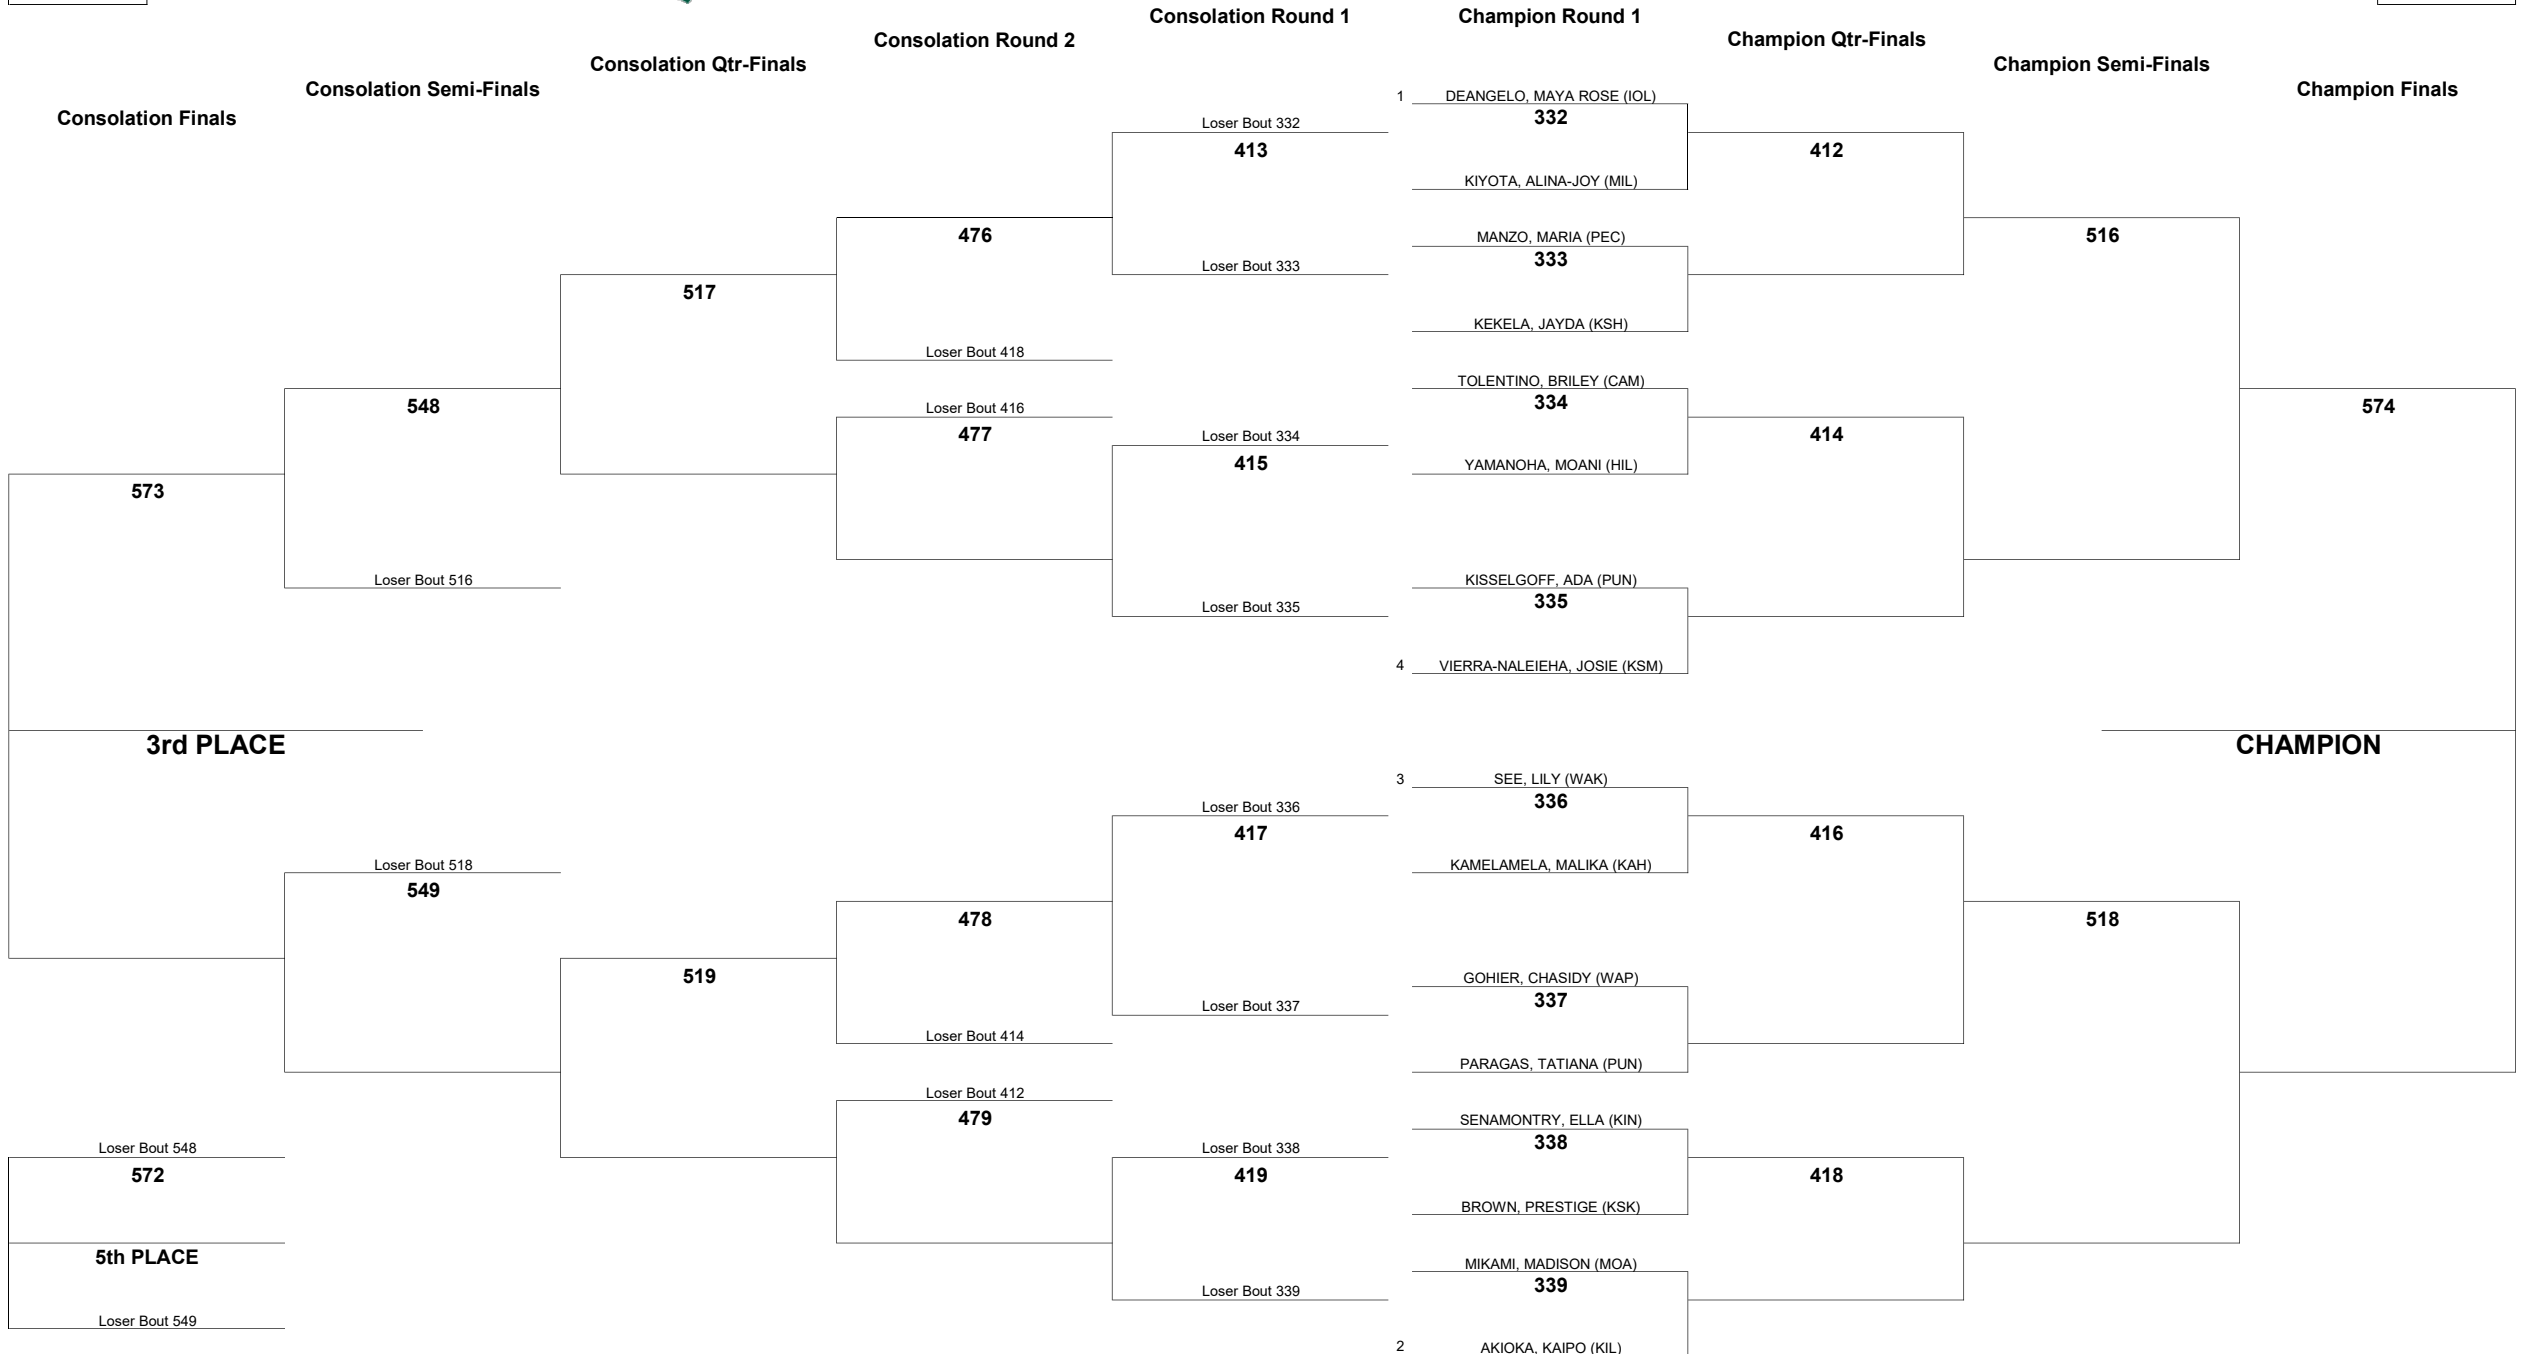 Consolation Round 1
Champion Round 1
Consolation Round 2
Champion Qtr-Finals
Consolation Qtr-Finals
Champion Semi-Finals
Consolation Semi-Finals
Champion Finals
Consolation Finals
1 DEANGELO, MAYA ROSE (IOL)
332
Loser Bout 332
413
412
KIYOTA, ALINA-JOY (MIL)
476
MANZO, MARIA (PEC)
516
333
Loser Bout 333
517
KEKELA, JAYDA (KSH)
Loser Bout 418
TOLENTINO, BRILEY (CAM)
548
Loser Bout 416
334
574
477
Loser Bout 334
414
415
YAMANOHA, MOANI (HIL)
573
Loser Bout 516
KISSELGOFF, ADA (PUN)
335
Loser Bout 335
4 VIERRA-NALEIEHA, JOSIE (KSM)
3rd PLACE
CHAMPION
3 SEE, LILY (WAK)
336
Loser Bout 336
417
416
Loser Bout 518
KAMELAMELA, MALIKA (KAH)
549
478
518
519
GOHIER, CHASIDY (WAP)
337
Loser Bout 337
Loser Bout 414
PARAGAS, TATIANA (PUN)
Loser Bout 412
479
SENAMONTRY, ELLA (KIN)
338
Loser Bout 548
Loser Bout 338
572
419
418
BROWN, PRESTIGE (KSK)
5th PLACE
MIKAMI, MADISON (MOA)
339
Loser Bout 339
Loser Bout 549
2 AKIOKA, KAIPO (KIL)